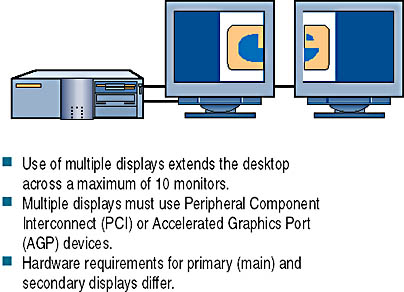 Use of multiple displays extends the desktop
across a maximum of 10 monitors.
Multiple displays must use Peripheral Component
Interconnect (PCI) or Accelerated Graphics Port
(AGP) devices.
Hardware requirements for primary (main) and
secondary displays differ.